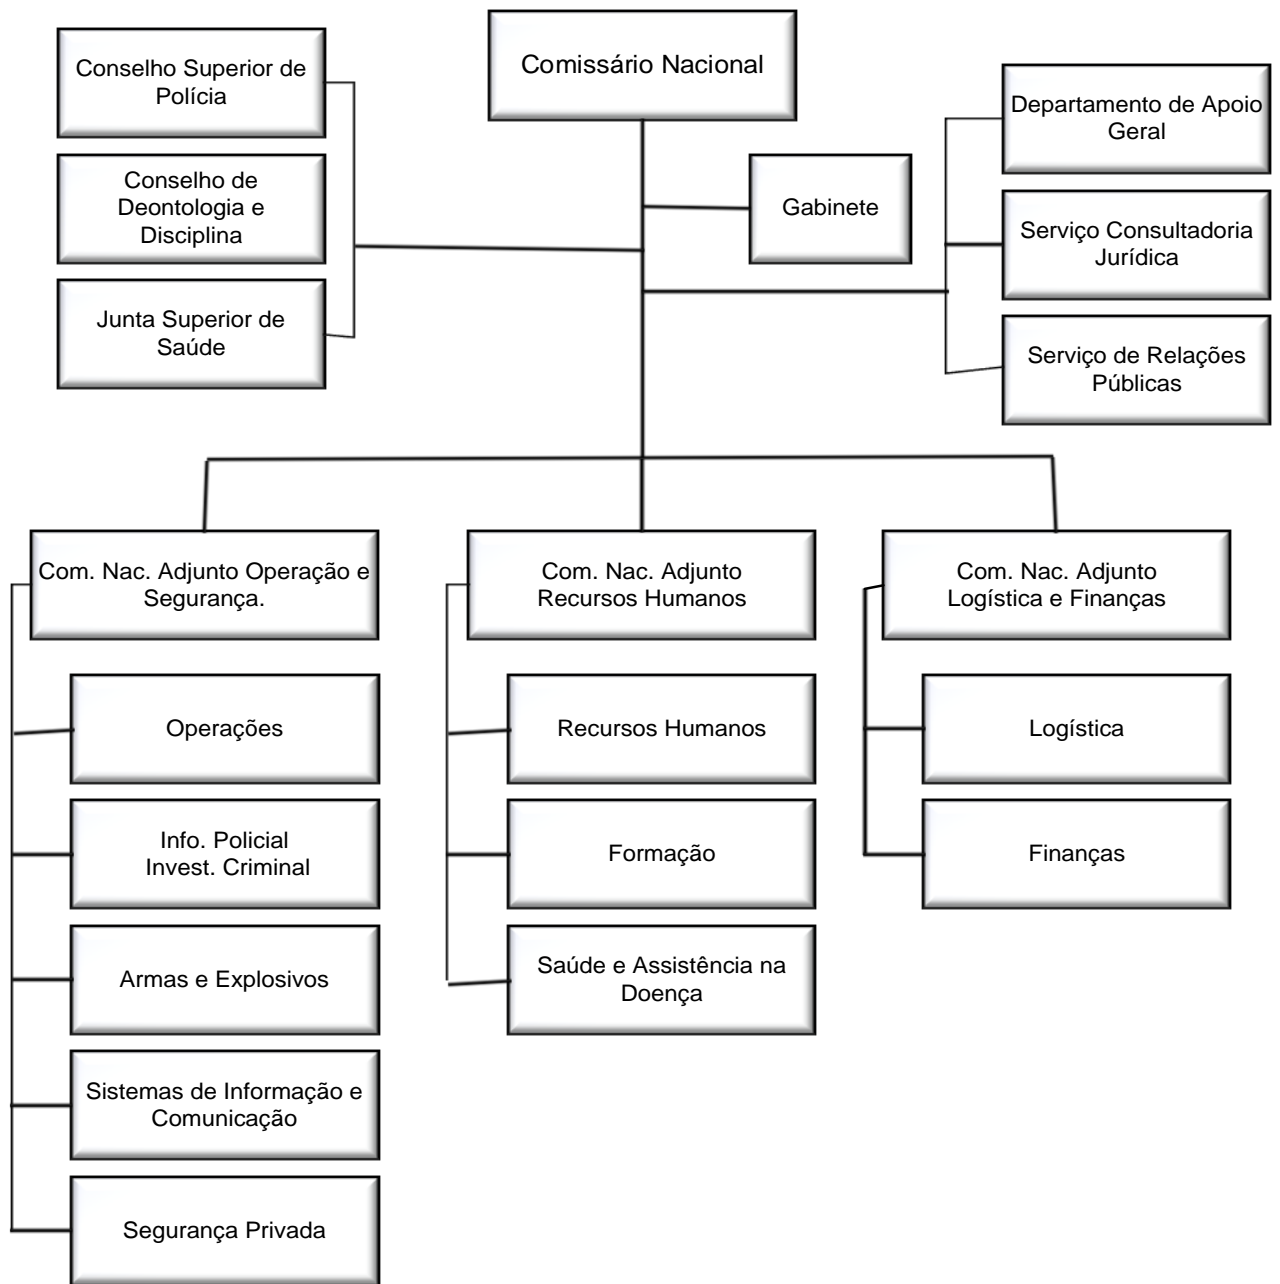 Comissário Nacional
Conselho Superior de
Polícia
Conselho de
Deontologia e
Disciplina
Junta Superior de
Saúde
Gabinete
Departamento de Apoio
Geral
Serviço Consultadoria
Jurídica
Serviço de Relações
Públicas
Com. Nac. Adjunto Operação e
Segurança.
Operações
Info. Policial
Invest. Criminal
Armas e Explosivos
Sistemas de Informação e
Comunicação
Segurança Privada
Com. Nac. Adjunto
Recursos Humanos
Recursos Humanos
Formação
Saúde e Assistência na
Doença
Com. Nac. Adjunto
Logística e Finanças
Logística
Finanças